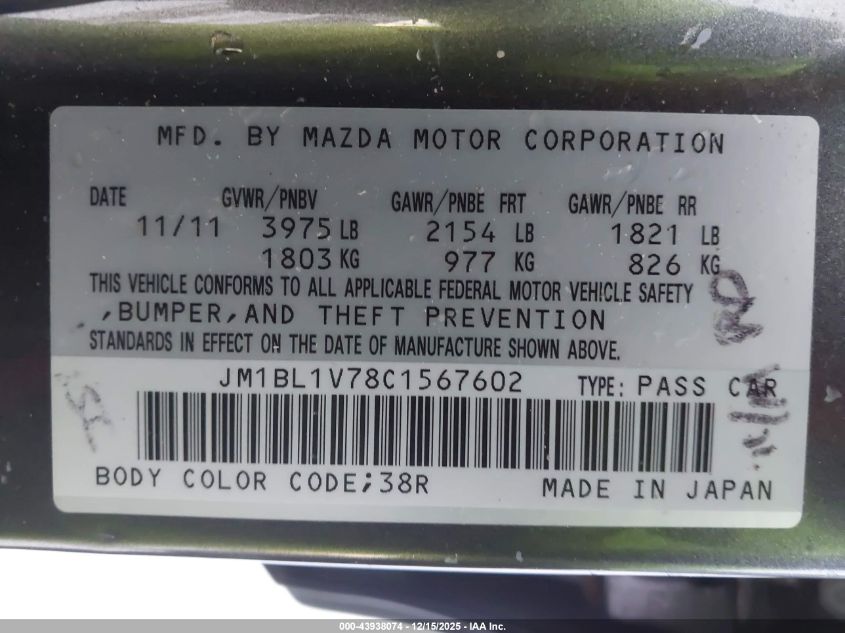 MFD. BY MAZDA MOTOR CORPORATION
DATE GVWR/PNBV GAWR/PNBE FRT GAWR/PNBE RR
11/11 3975 LB 2154 LB 1821 LB
1803 KG 977 KG 826 KG
THIS VEHICLE CONFORMS TO ALL APPLICABLE FEDERAL MOTOR VEHICLE SAFETY
,BUMPER,AND THEFT PREVENTION
STANDARDS IN EFFECT ON THE DATE OF MANUFACTURE SHOWN ABOVE.
JM1BL1V78C1567602 TYPE: PASS CAR
BODY COLOR CODE;38R MADE IN JAPAN
000-43938074 - 12/15/2025 - IAA Inc.